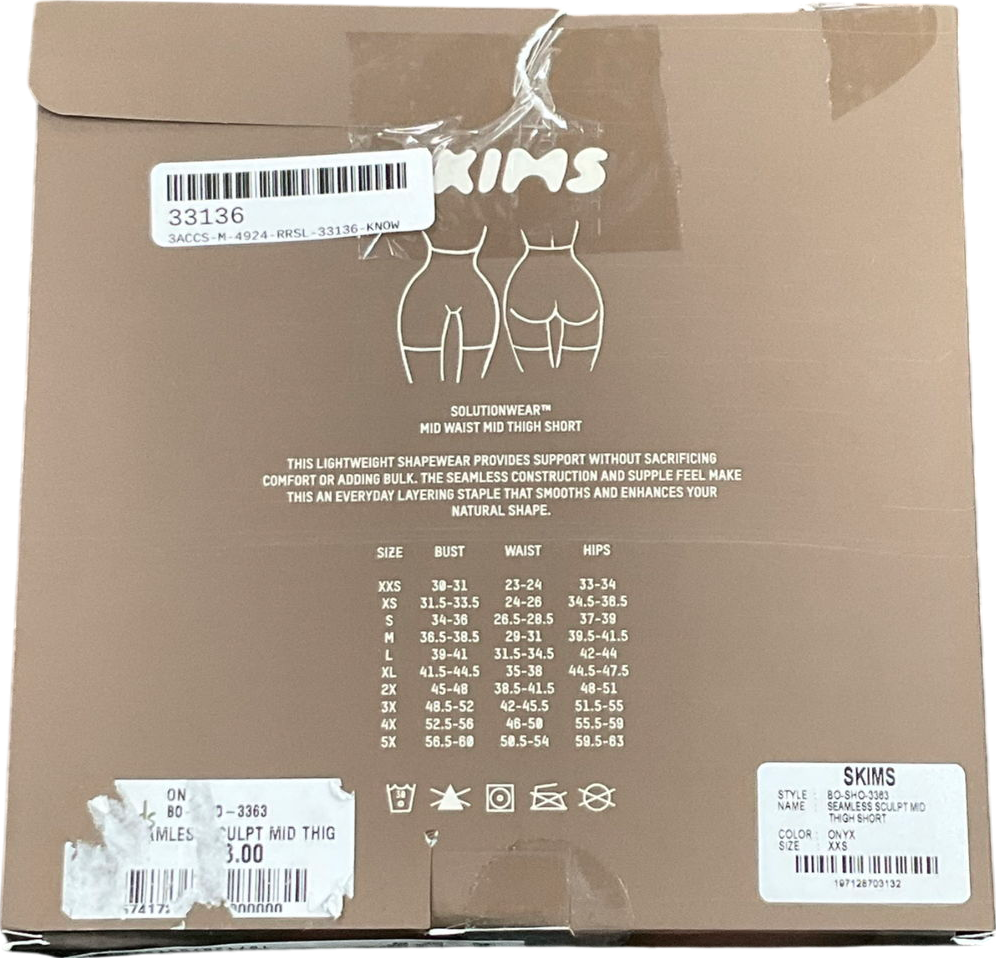 SKIMS
33136
3ACCS-M-4924-RRSL-33136-KNOW
SOLUTIONWEAR™
MID WAIST MID THIGH SHORT
THIS LIGHTWEIGHT SHAPEWEAR PROVIDES SUPPORT WITHOUT SACRIFICING
COMFORT OR ADDING BULK. THE SEAMLESS CONSTRUCTION AND SUPPLE FEEL MAKE
THIS AN EVERYDAY LAYERING STAPLE THAT SMOOTHS AND ENHANCES YOUR
NATURAL SHAPE.
SIZE BUST WAIST HIPS
XXS 30-31 23-24 33-34
XS 31.5-33.5 24-26 34.5-36.5
S 34-36 26.5-28.5 37-39
M 36.5-38.5 29-31 39.5-41.5
L 39-41 31.5-34.5 42-44
XL 41.5-44.5 35-38 44.5-47.5
2X 45-48 38.5-41.5 48-51
3X 48.5-52 42-45.5 51.5-55
4X 52.5-56 46-50 55.5-59
5X 56.5-60 50.5-54 59.5-63
30
ON
BO- O-3363
MID THIG
.00
SKIMS
STYLE : BO-SHO-3363
NAME : SEAMLESS SCULPT MID
THIGH SHORT
COLOR : ONYX
SIZE : XXS
197128703132